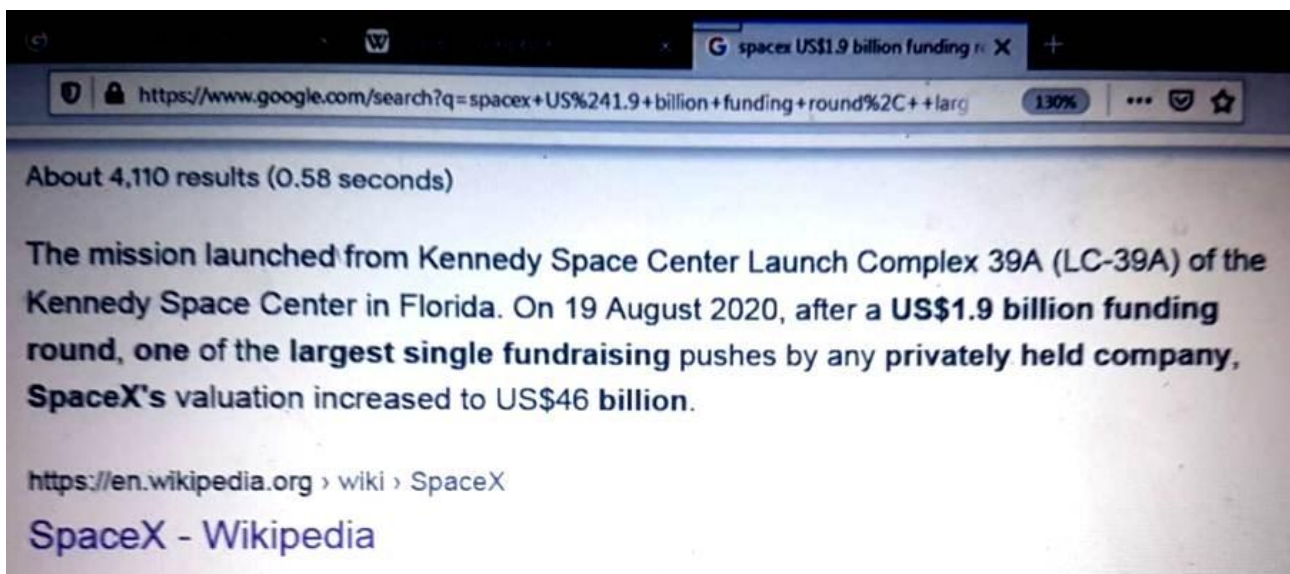 G spacex US$1.9 billion funding r
https://www.google.com/search?q=spacex+US%241.9+billion+funding+round%2C++larg 130%
About 4,110 results (0.58 seconds)
The mission launched from Kennedy Space Center Launch Complex 39A (LC-39A) of the
Kennedy Space Center in Florida. On 19 August 2020, after a US$1.9 billion funding
round, one of the largest single fundraising pushes by any privately held company,
SpaceX's valuation increased to US$46 billion.
https://en.wikipedia.org › wiki › SpaceX
SpaceX - Wikipedia